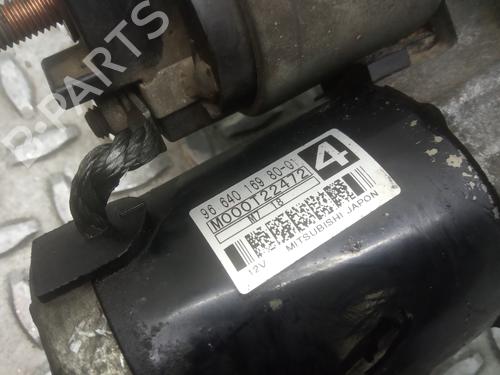 B-PARTS
96 640 169 80-01
M000T22472
4
12V MITSUBISHI JAPON